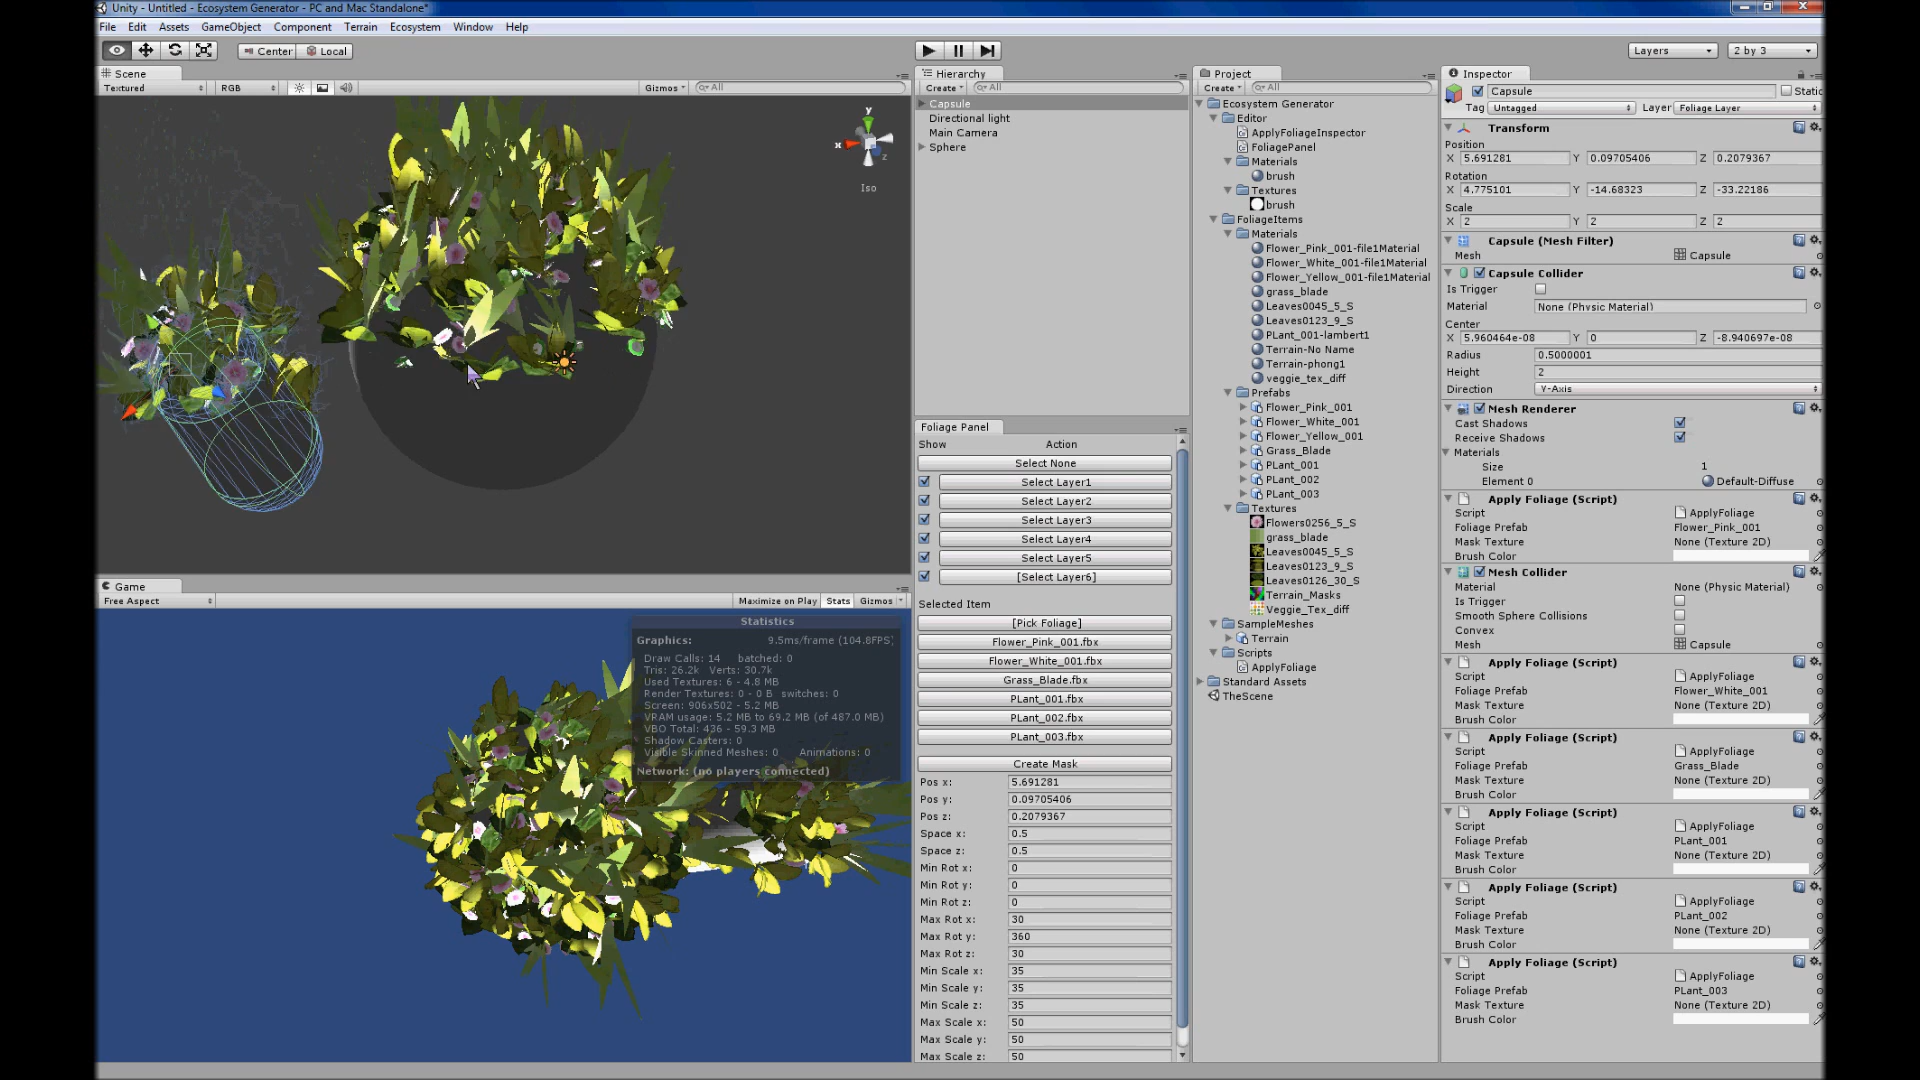 Unity - Untitled - Ecosystem Generator - PC and Mac Standalone*
File Edit Assets GameObject Component Terrain Ecosystem Window Help
Center Local
Layers
2 by 3
Scene
Textured RGB Gizmos All
y
x
z
Iso
Game
Free Aspect Maximize on Play Stats Gizmos
Statistics
Graphics: 9.5ms/frame (104.8FPS)
Draw Calls: 14 batched: 0
Tris: 26.2k Verts: 30.7k
Used Textures: 6 - 4.8 MB
Render Textures: 0 - 0 B switches: 0
Screen: 906x502 - 5.2 MB
VRAM usage: 5.2 MB to 69.2 MB (of 487.0 MB)
VBO Total: 436 - 59.3 MB
Shadow Casters: 0
Visible Skinned Meshes: 0 Animations: 0
Network: (no players connected)
Hierarchy
Create All
Capsule
Directional light
Main Camera
Sphere
Foliage Panel
Show Action
Select None
Select Layer1
Select Layer2
Select Layer3
Select Layer4
Select Layer5
[Select Layer6]
Selected Item
[Pick Foliage]
Flower_Pink_001.fbx
Flower_White_001.fbx
Grass_Blade.fbx
PLant_001.fbx
PLant_002.fbx
PLant_003.fbx
Create Mask
Pos x: 5.691281
Pos y: 0.09705406
Pos z: 0.2079367
Space x: 0.5
Space z: 0.5
Min Rot x: 0
Min Rot y: 0
Min Rot z: 0
Max Rot x: 30
Max Rot y: 360
Max Rot z: 30
Min Scale x: 35
Min Scale y: 35
Min Scale z: 35
Max Scale x: 50
Max Scale y: 50
Max Scale z: 50
Project
Create All
Ecosystem Generator
Editor
ApplyFoliageInspector
FoliagePanel
Materials
brush
Textures
brush
FoliageItems
Materials
Flower_Pink_001-file1Material
Flower_White_001-file1Material
Flower_Yellow_001-file1Material
grass_blade
Leaves0045_5_S
Leaves0123_9_S
PLant_001-lambert1
Terrain-No Name
Terrain-phong1
veggie_tex_diff
Prefabs
Flower_Pink_001
Flower_White_001
Flower_Yellow_001
Grass_Blade
PLant_001
PLant_002
PLant_003
Textures
Flowers0256_5_S
grass_blade
Leaves0045_5_S
Leaves0123_9_S
Leaves0126_30_S
Terrain_Masks
Veggie_Tex_diff
SampleMeshes
Terrain
Scripts
ApplyFoliage
Standard Assets
TheScene
Inspector
Capsule Static
Tag Untagged Layer Foliage Layer
Transform
Position
X 5.691281 Y 0.09705406 Z 0.2079367
Rotation
X 4.775101 Y -14.68323 Z -33.22186
Scale
X 2 Y 2 Z 2
Capsule (Mesh Filter)
Mesh Capsule
Capsule Collider
Is Trigger
Material None (Physic Material)
Center
X 5.960464e-08 Y 0 Z -8.940697e-08
Radius 0.5000001
Height 2
Direction Y-Axis
Mesh Renderer
Cast Shadows
Receive Shadows
Materials
Size 1
Element 0 Default-Diffuse
Apply Foliage (Script)
Script ApplyFoliage
Foliage Prefab Flower_Pink_001
Mask Texture None (Texture 2D)
Brush Color
Mesh Collider
Material None (Physic Material)
Is Trigger
Smooth Sphere Collisions
Convex
Mesh Capsule
Apply Foliage (Script)
Script ApplyFoliage
Foliage Prefab Flower_White_001
Mask Texture None (Texture 2D)
Brush Color
Apply Foliage (Script)
Script ApplyFoliage
Foliage Prefab Grass_Blade
Mask Texture None (Texture 2D)
Brush Color
Apply Foliage (Script)
Script ApplyFoliage
Foliage Prefab PLant_001
Mask Texture None (Texture 2D)
Brush Color
Apply Foliage (Script)
Script ApplyFoliage
Foliage Prefab PLant_002
Mask Texture None (Texture 2D)
Brush Color
Apply Foliage (Script)
Script ApplyFoliage
Foliage Prefab PLant_003
Mask Texture None (Texture 2D)
Brush Color